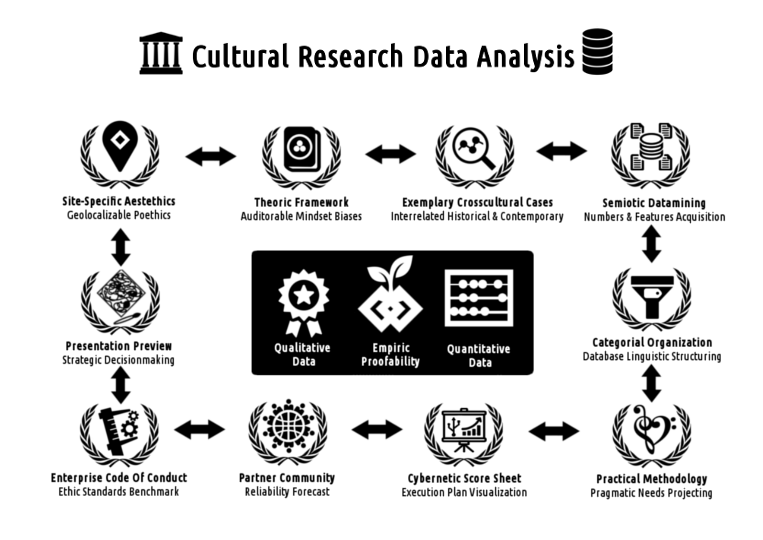 Cultural Research Data Analysis
Site-Specific Aestethics
Geolocalizable Poethics
Theoric Framework
Auditorable Mindset Biases
Exemplary Crosscultural Cases
Interrelated Historical & Contemporary
Semiotic Datamining
Numbers & Features Acquisition
Presentation Preview
Strategic Decisionmaking
Qualitative
Data
Empiric
Proofability
Quantitative
Data
Categorial Organization
Database Linguistic Structuring
Enterprise Code Of Conduct
Ethic Standards Benchmark
Partner Community
Reliability Forecast
Cybernetic Score Sheet
Execution Plan Visualization
Practical Methodology
Pragmatic Needs Projecting